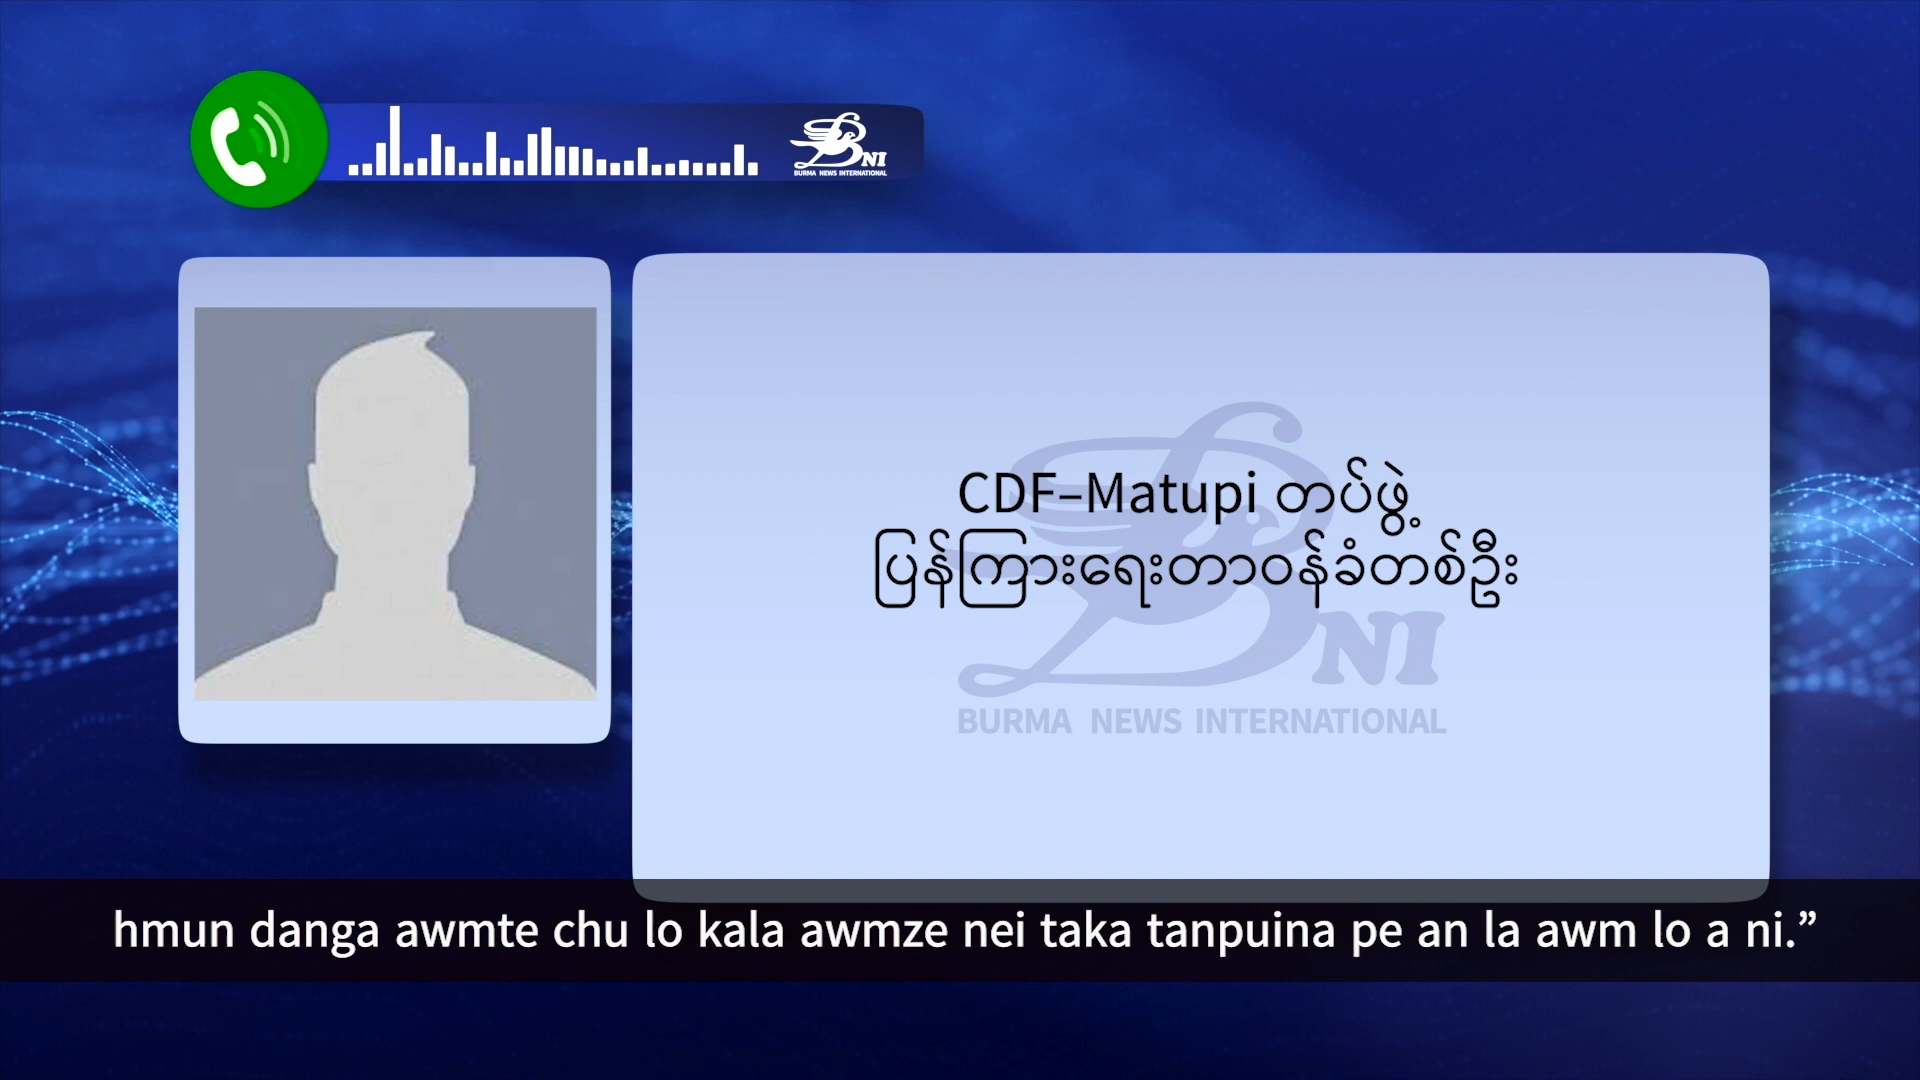 BNI
BURMA NEWS INTERNATIONAL
CDF–Matupi တပ်ဖွဲ့
ပြန်ကြားရေးတာဝန်ခံတစ်ဦး
BNI
BURMA NEWS INTERNATIONAL
hmun danga awmte chu lo kala awmze nei taka tanpuina pe an la awm lo a ni.”